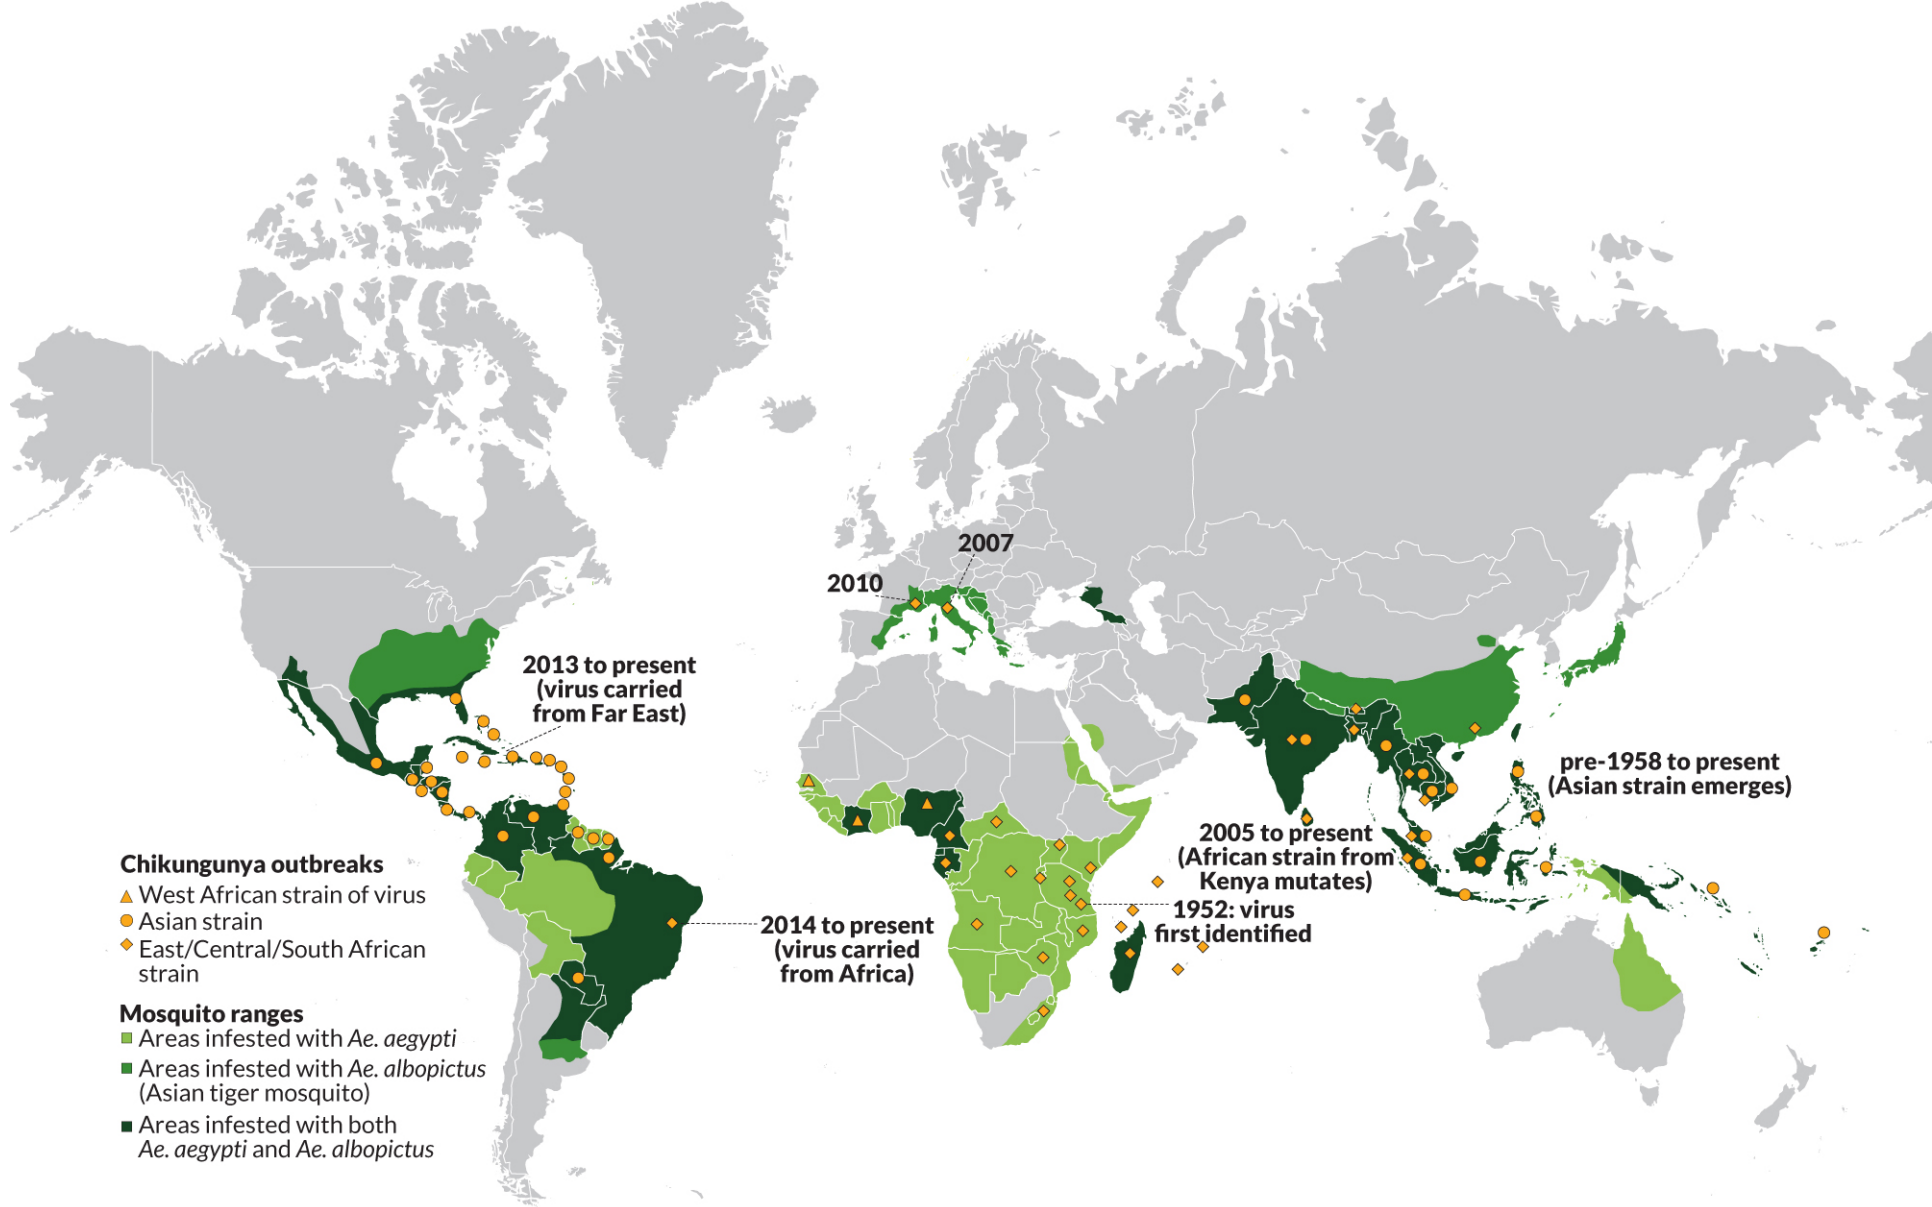 2007
2010
2013 to present
(virus carried
from Far East)
pre-1958 to present
(Asian strain emerges)
2005 to present
(African strain from
Kenya mutates)
1952: virus
first identified
2014 to present
(virus carried
from Africa)
Chikungunya outbreaks
West African strain of virus
Asian strain
East/Central/South African
strain
Mosquito ranges
Areas infested with Ae. aegypti
Areas infested with Ae. albopictus
(Asian tiger mosquito)
Areas infested with both
Ae. aegypti and Ae. albopictus